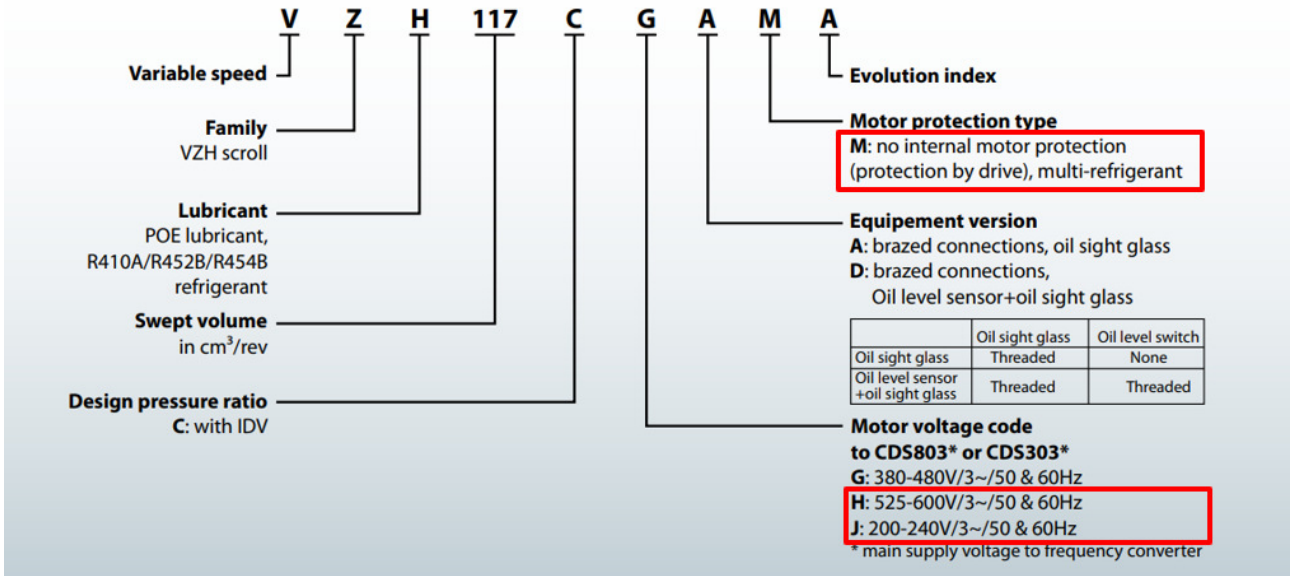 V Z H 117 C G A M A
Variable speed
Family
VZH scroll
Lubricant
POE lubricant,
R410A/R452B/R454B
refrigerant
Swept volume
in cm³/rev
Design pressure ratio
C: with IDV
Evolution index
Motor protection type
M: no internal motor protection
(protection by drive), multi-refrigerant
Equipement version
A: brazed connections, oil sight glass
D: brazed connections,
Oil level sensor+oil sight glass
Oil sight glass Oil level switch
Oil sight glass Threaded None
Oil level sensor
+oil sight glass Threaded Threaded
Motor voltage code
to CDS803* or CDS303*
G: 380-480V/3~/50 & 60Hz
H: 525-600V/3~/50 & 60Hz
J: 200-240V/3~/50 & 60Hz
* main supply voltage to frequency converter